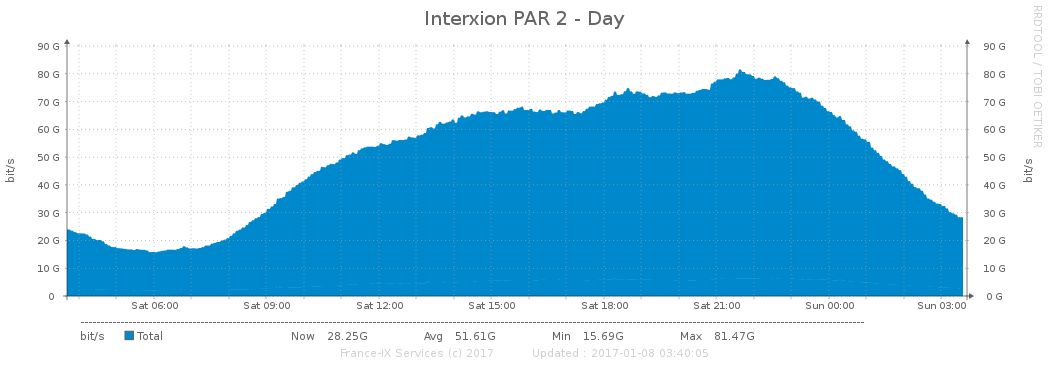 Interxion PAR 2 - Day
RRDTOOL / TOBI OETIKER
90 G 90 G
80 G 80 G
70 G 70 G
60 G 60 G
50 G 50 G
40 G 40 G
30 G 30 G
20 G 20 G
10 G 10 G
0 0 G
bit/s bit/s
Sat 06:00 Sat 09:00 Sat 12:00 Sat 15:00 Sat 18:00 Sat 21:00 Sun 00:00 Sun 03:00
bit/s Total Now 28.25G Avg 51.61G Min 15.69G Max 81.47G
France-IX Services (c) 2017 Updated : 2017-01-08 03:40:05